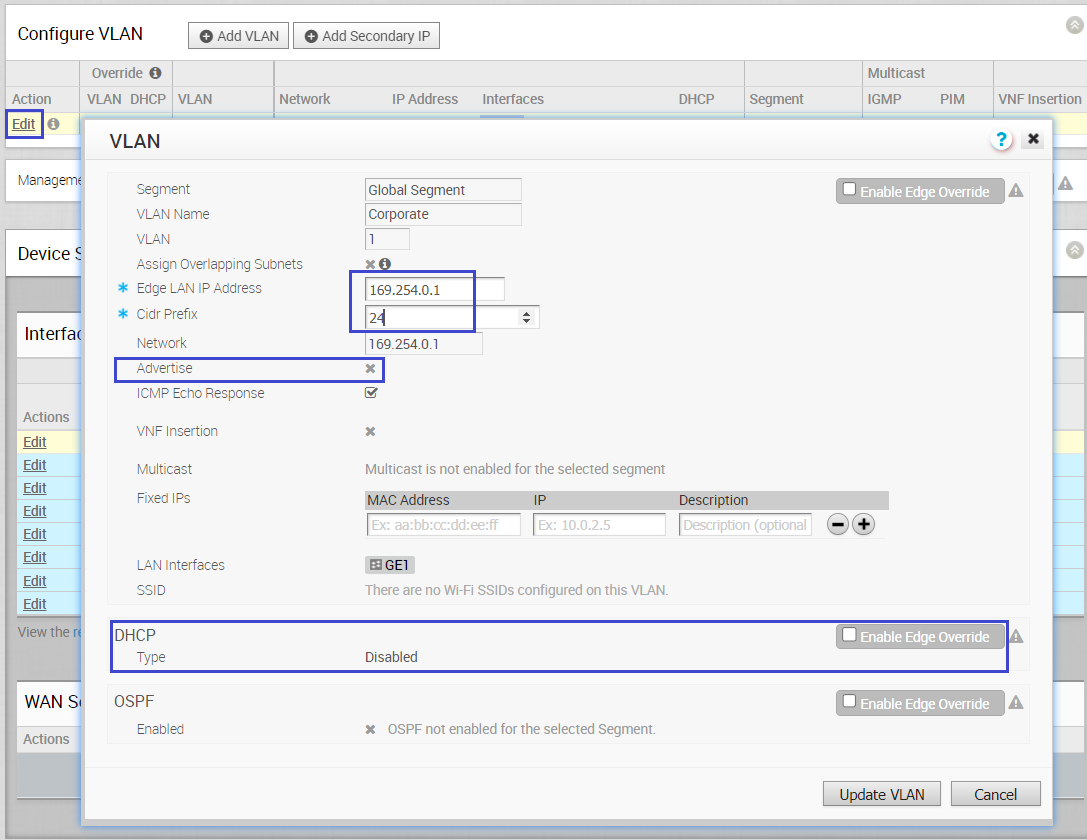 Configure VLAN
Add VLAN
Add Secondary IP
Override
Multicast
Action VLAN DHCP VLAN Network IP Address Interfaces DHCP Segment IGMP PIM VNF Insertion
Edit
VLAN
?
Manageme
Segment Global Segment
Enable Edge Override
VLAN Name Corporate
VLAN 1
Device S
Assign Overlapping Subnets
* Edge LAN IP Address 169.254.0.1
* Cidr Prefix 24
Interfac
Network 169.254.0.1
Advertise
ICMP Echo Response
Actions
VNF Insertion
Edit
Edit
Edit
Edit
Edit
Edit
Edit
Edit
Multicast Multicast is not enabled for the selected segment
Fixed IPs MAC Address IP Description
Ex: aa:bb:cc:dd:ee:ff Ex: 10.0.2.5 Description (optional
LAN Interfaces GE1
SSID There are no Wi-Fi SSIDs configured on this VLAN.
View the re
DHCP
Enable Edge Override
Type Disabled
WAN Se
OSPF
Enable Edge Override
Enabled OSPF not enabled for the selected Segment.
Actions
Update VLAN
Cancel